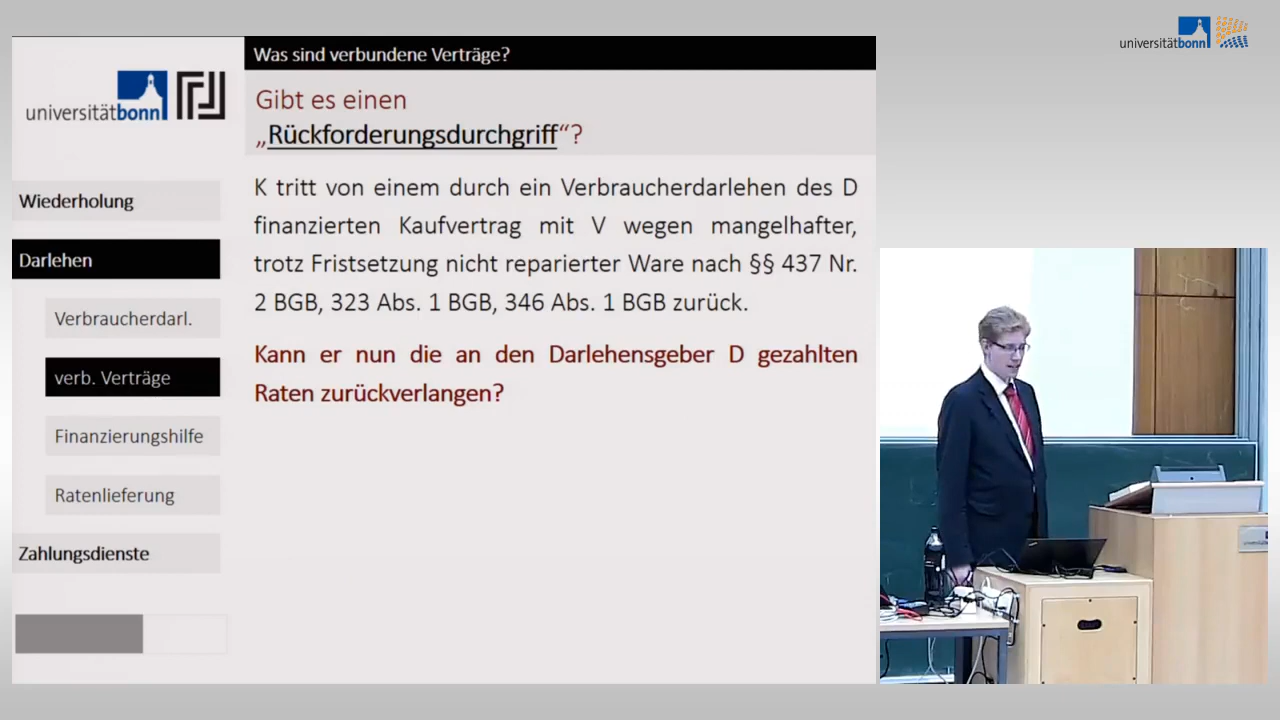 universitätbonn
Was sind verbundene Verträge?
universitätbonn
Gibt es einen
„Rückforderungsdurchgriff“?
K tritt von einem durch ein Verbraucherdarlehen des D
finanzierten Kaufvertrag mit V wegen mangelhafter,
trotz Fristsetzung nicht reparierter Ware nach §§ 437 Nr.
2 BGB, 323 Abs. 1 BGB, 346 Abs. 1 BGB zurück.
Kann er nun die an den Darlehensgeber D gezahlten
Raten zurückverlangen?
Wiederholung
Darlehen
Verbraucherdarl.
verb. Verträge
Finanzierungshilfe
Ratenlieferung
Zahlungsdienste